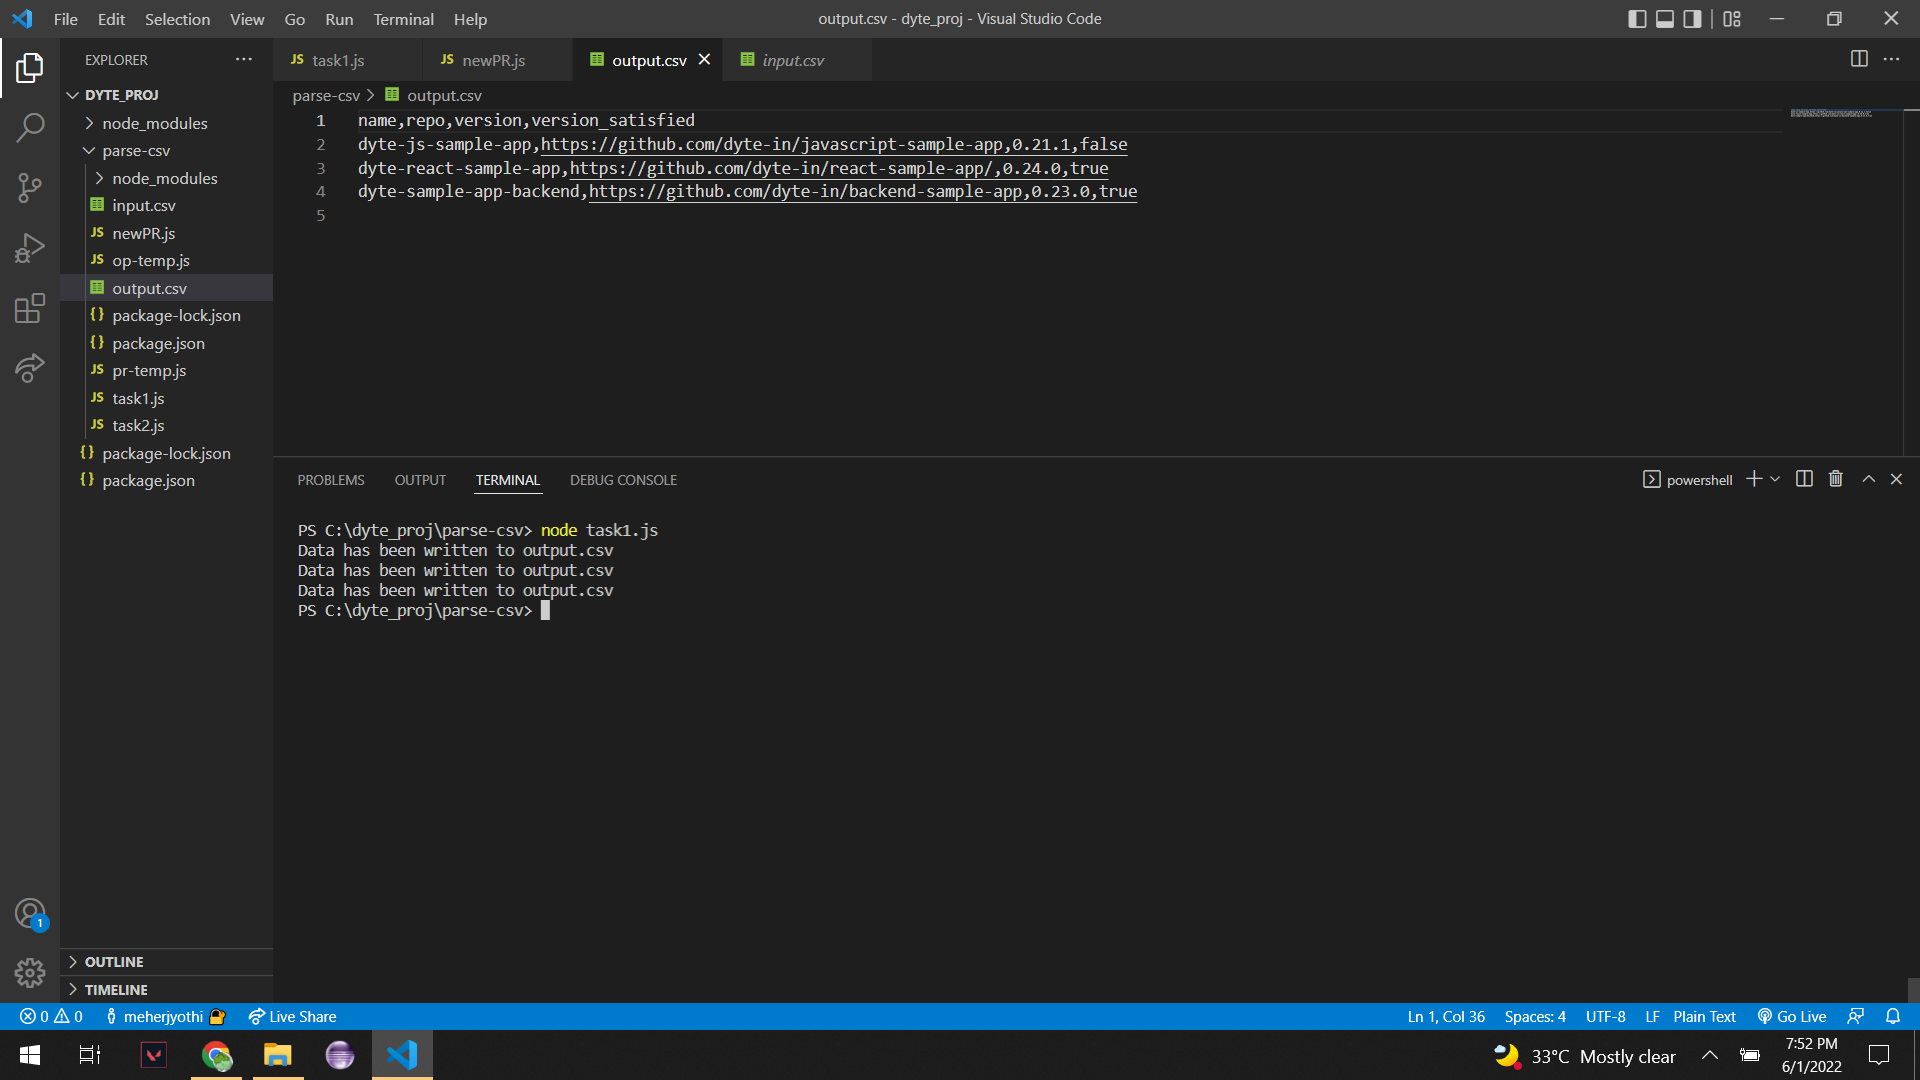 File Edit Selection View Go Run Terminal Help
output.csv - dyte_proj - Visual Studio Code
EXPLORER
DYTE_PROJ
node_modules
parse-csv
node_modules
input.csv
JS newPR.js
JS op-temp.js
output.csv
{} package-lock.json
{} package.json
JS pr-temp.js
JS task1.js
JS task2.js
{} package-lock.json
{} package.json
OUTLINE
TIMELINE
JS task1.js
JS newPR.js
output.csv
input.csv
parse-csv > output.csv
1 name,repo,version,version_satisfied
2 dyte-js-sample-app,https://github.com/dyte-in/javascript-sample-app,0.21.1,false
3 dyte-react-sample-app,https://github.com/dyte-in/react-sample-app/,0.24.0,true
4 dyte-sample-app-backend,https://github.com/dyte-in/backend-sample-app,0.23.0,true
5
PROBLEMS OUTPUT TERMINAL DEBUG CONSOLE
powershell
PS C:\dyte_proj\parse-csv> node task1.js
Data has been written to output.csv
Data has been written to output.csv
Data has been written to output.csv
PS C:\dyte_proj\parse-csv>
1
0 0 meherjyothi Live Share
Ln 1, Col 36 Spaces: 4 UTF-8 LF Plain Text Go Live
33°C Mostly clear
7:52 PM
6/1/2022